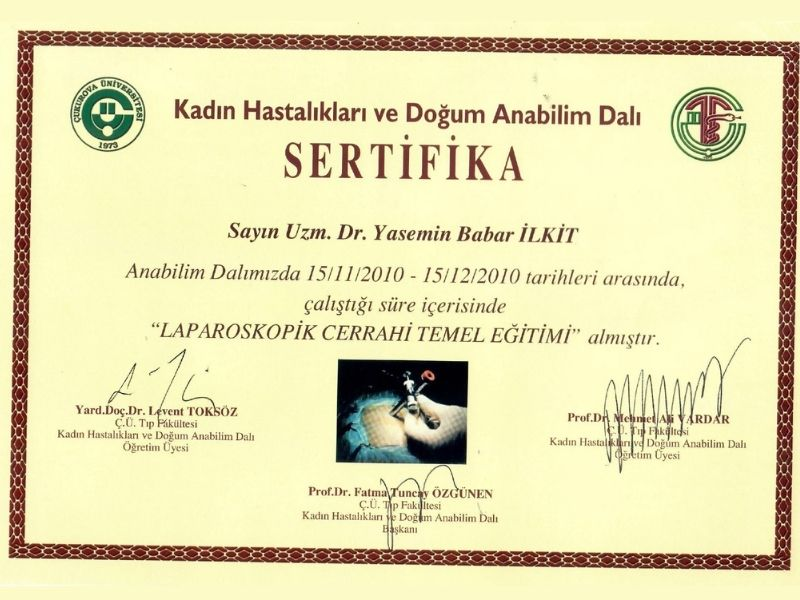 ÇUKUROVA ÜNİVERSİTESİ
1973
Kadın Hastalıkları ve Doğum Anabilim Dalı
SERTİFİKA
Sayın Uzm. Dr. Yasemin Babar İLKİT
Anabilim Dalımızda 15/11/2010 - 15/12/2010 tarihleri arasında,
çalıştığı süre içerisinde
“LAPAROSKOPİK CERRAHİ TEMEL EĞİTİMİ” almıştır.
Yard.Doç.Dr. Levent TOKSÖZ
Ç.Ü. Tıp Fakültesi
Kadın Hastalıkları ve Doğum Anabilim Dalı
Öğretim Üyesi
Prof.Dr. Mehmet Ali VARDAR
Ç.Ü. Tıp Fakültesi
Kadın Hastalıkları ve Doğum Anabilim Dalı
Öğretim Üyesi
Prof.Dr. Fatma Tuncay ÖZGÜNEN
Ç.Ü. Tıp Fakültesi
Kadın Hastalıkları ve Doğum Anabilim Dalı
Başkanı